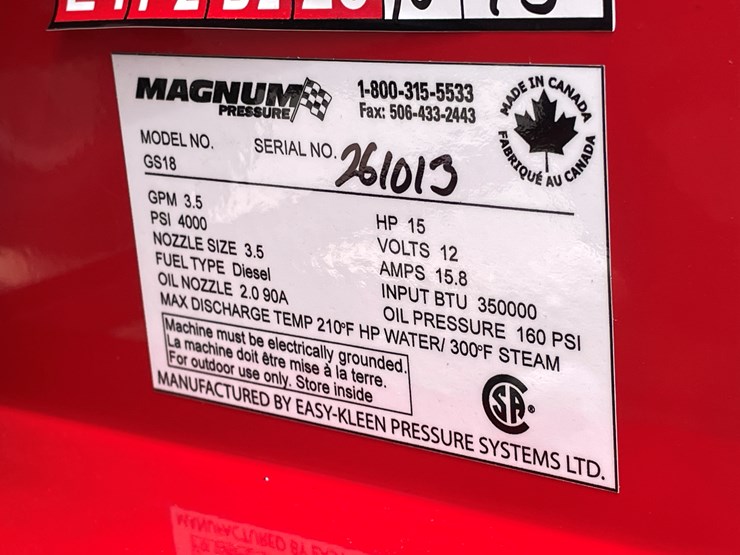 MAGNUM
PRESSURE
1-800-315-5533
Fax: 506-433-2443
MADE IN CANADA
FABRIQUÉ AU CANADA
MODEL NO.
GS18
SERIAL NO. 261013
GPM 3.5
PSI 4000
NOZZLE SIZE 3.5
FUEL TYPE Diesel
OIL NOZZLE 2.0 90A
HP 15
VOLTS 12
AMPS 15.8
INPUT BTU 350000
OIL PRESSURE 160 PSI
MAX DISCHARGE TEMP 210°F HP WATER/ 300°F STEAM
Machine must be electrically grounded.
La machine doit être mise à la terre.
For outdoor use only. Store inside
SA®
MANUFACTURED BY EASY-KLEEN PRESSURE SYSTEMS LTD.